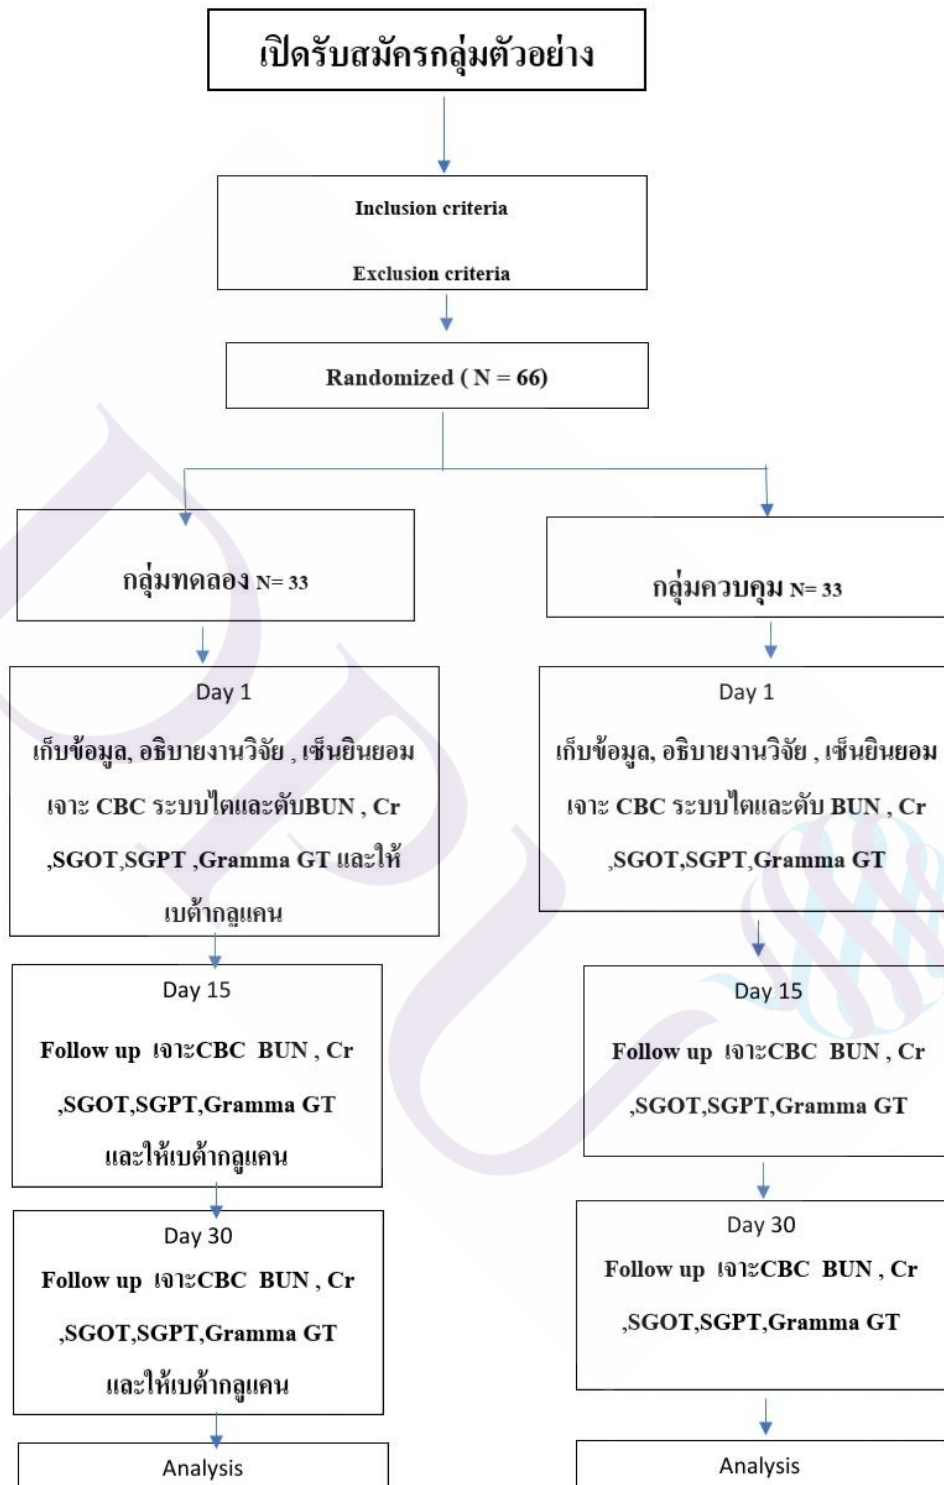 เปิดรับสมัครกลุ่มตัวอย่าง
Inclusion criteria
Exclusion criteria
Randomized ( N = 66)
กลุ่มทดลอง N= 33
กลุ่มควบคุม N= 33
Day 1
เก็บข้อมูล, อธิบายงานวิจัย , เซ็นยินยอม
เจาะ CBC ระบบไตและตับBUN , Cr
,SGOT,SGPT ,Gramma GT และให้
เบต้ากลูแคน
Day 1
เก็บข้อมูล, อธิบายงานวิจัย , เซ็นยินยอม
เจาะ CBC ระบบไตและตับ BUN , Cr
,SGOT,SGPT,Gramma GT
Day 15
Follow up เจาะCBC BUN , Cr
,SGOT,SGPT,Gramma GT
และให้เบต้ากลูแคน
Day 15
Follow up เจาะCBC BUN , Cr
,SGOT,SGPT,Gramma GT
Day 30
Follow up เจาะCBC BUN , Cr
,SGOT,SGPT,Gramma GT
และให้เบต้ากลูแคน
Day 30
Follow up เจาะCBC BUN , Cr
,SGOT,SGPT,Gramma GT
Analysis
Analysis
DPU